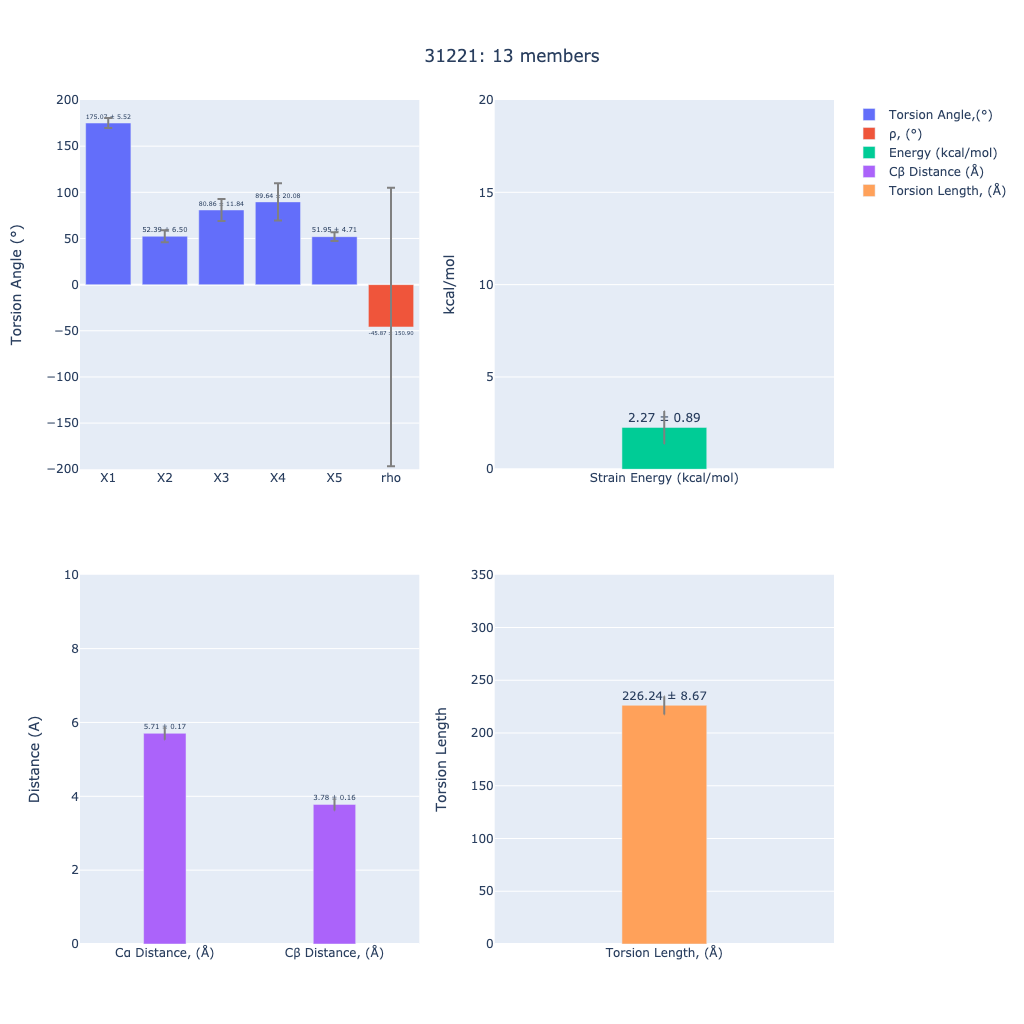 31221: 13 members
Torsion Angle (°)
200
150
100
50
0
−50
−100
−150
−200
175.07 ± 5.52
52.39 ± 6.50
80.86 ± 11.84
89.64 ± 20.08
51.95 ± 4.71
-45.87 ± 150.90
X1 X2 X3 X4 X5 rho
kcal/mol
20
15
10
5
0
2.27 ± 0.89
Strain Energy (kcal/mol)
Torsion Angle,(°)
ρ, (°)
Energy (kcal/mol)
Cβ Distance (Å)
Torsion Length, (Å)
Distance (A)
10
8
6
4
2
0
5.71 ± 0.17
3.78 ± 0.16
Cα Distance, (Å) Cβ Distance, (Å)
Torsion Length
350
300
250
200
150
100
50
0
226.24 ± 8.67
Torsion Length, (Å)